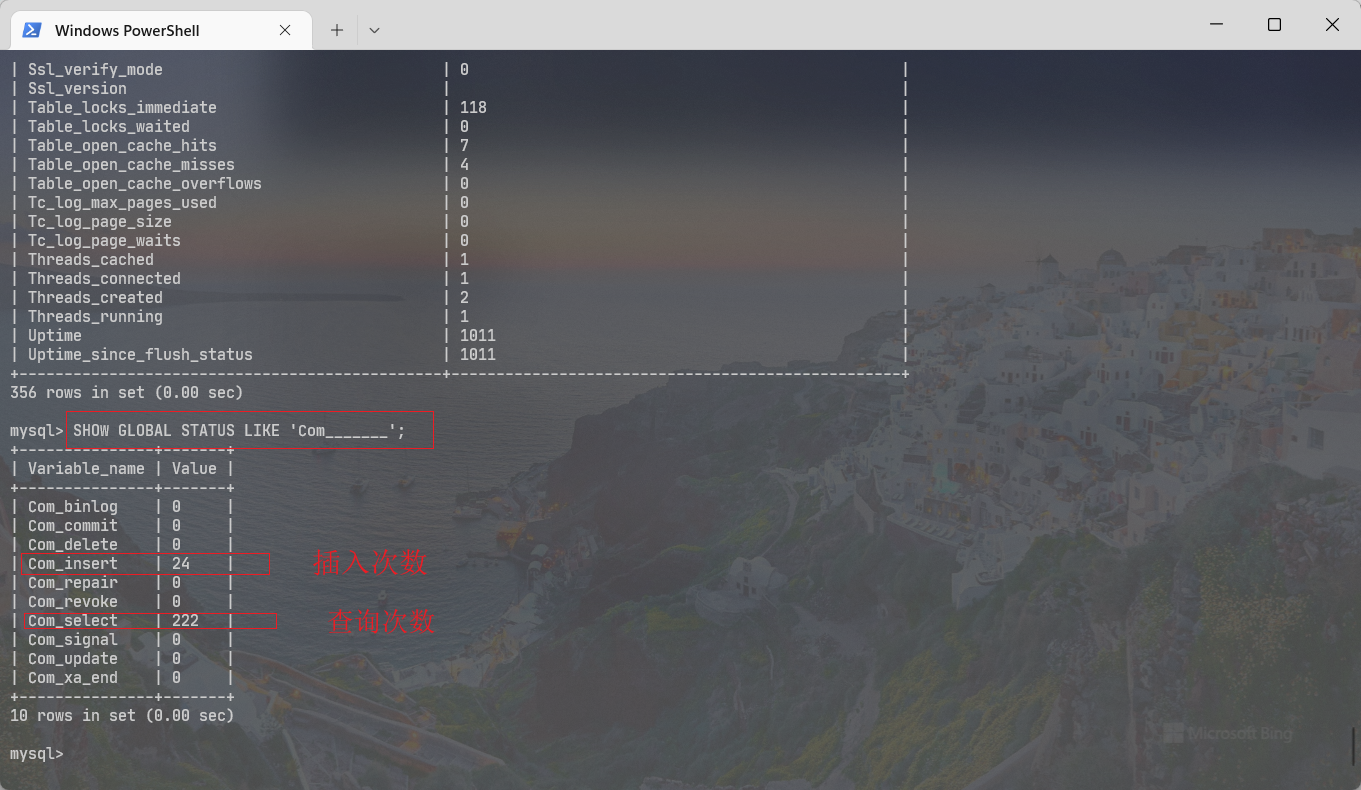 Windows PowerShell
| Ssl_verify_mode | 0 |
| Ssl_version | |
| Table_locks_immediate | 118 |
| Table_locks_waited | 0 |
| Table_open_cache_hits | 7 |
| Table_open_cache_misses | 4 |
| Table_open_cache_overflows | 0 |
| Tc_log_max_pages_used | 0 |
| Tc_log_page_size | 0 |
| Tc_log_page_waits | 0 |
| Threads_cached | 1 |
| Threads_connected | 1 |
| Threads_created | 2 |
| Threads_running | 1 |
| Uptime | 1011 |
| Uptime_since_flush_status | 1011 |
356 rows in set (0.00 sec)
mysql> SHOW GLOBAL STATUS LIKE 'Com_______';
| Variable_name | Value |
| Com_binlog | 0 |
| Com_commit | 0 |
| Com_delete | 0 |
| Com_insert | 24 | 插入次数
| Com_repair | 0 |
| Com_revoke | 0 |
| Com_select | 222 | 查询次数
| Com_signal | 0 |
| Com_update | 0 |
| Com_xa_end | 0 |
10 rows in set (0.00 sec)
Microsoft Bing
mysql>